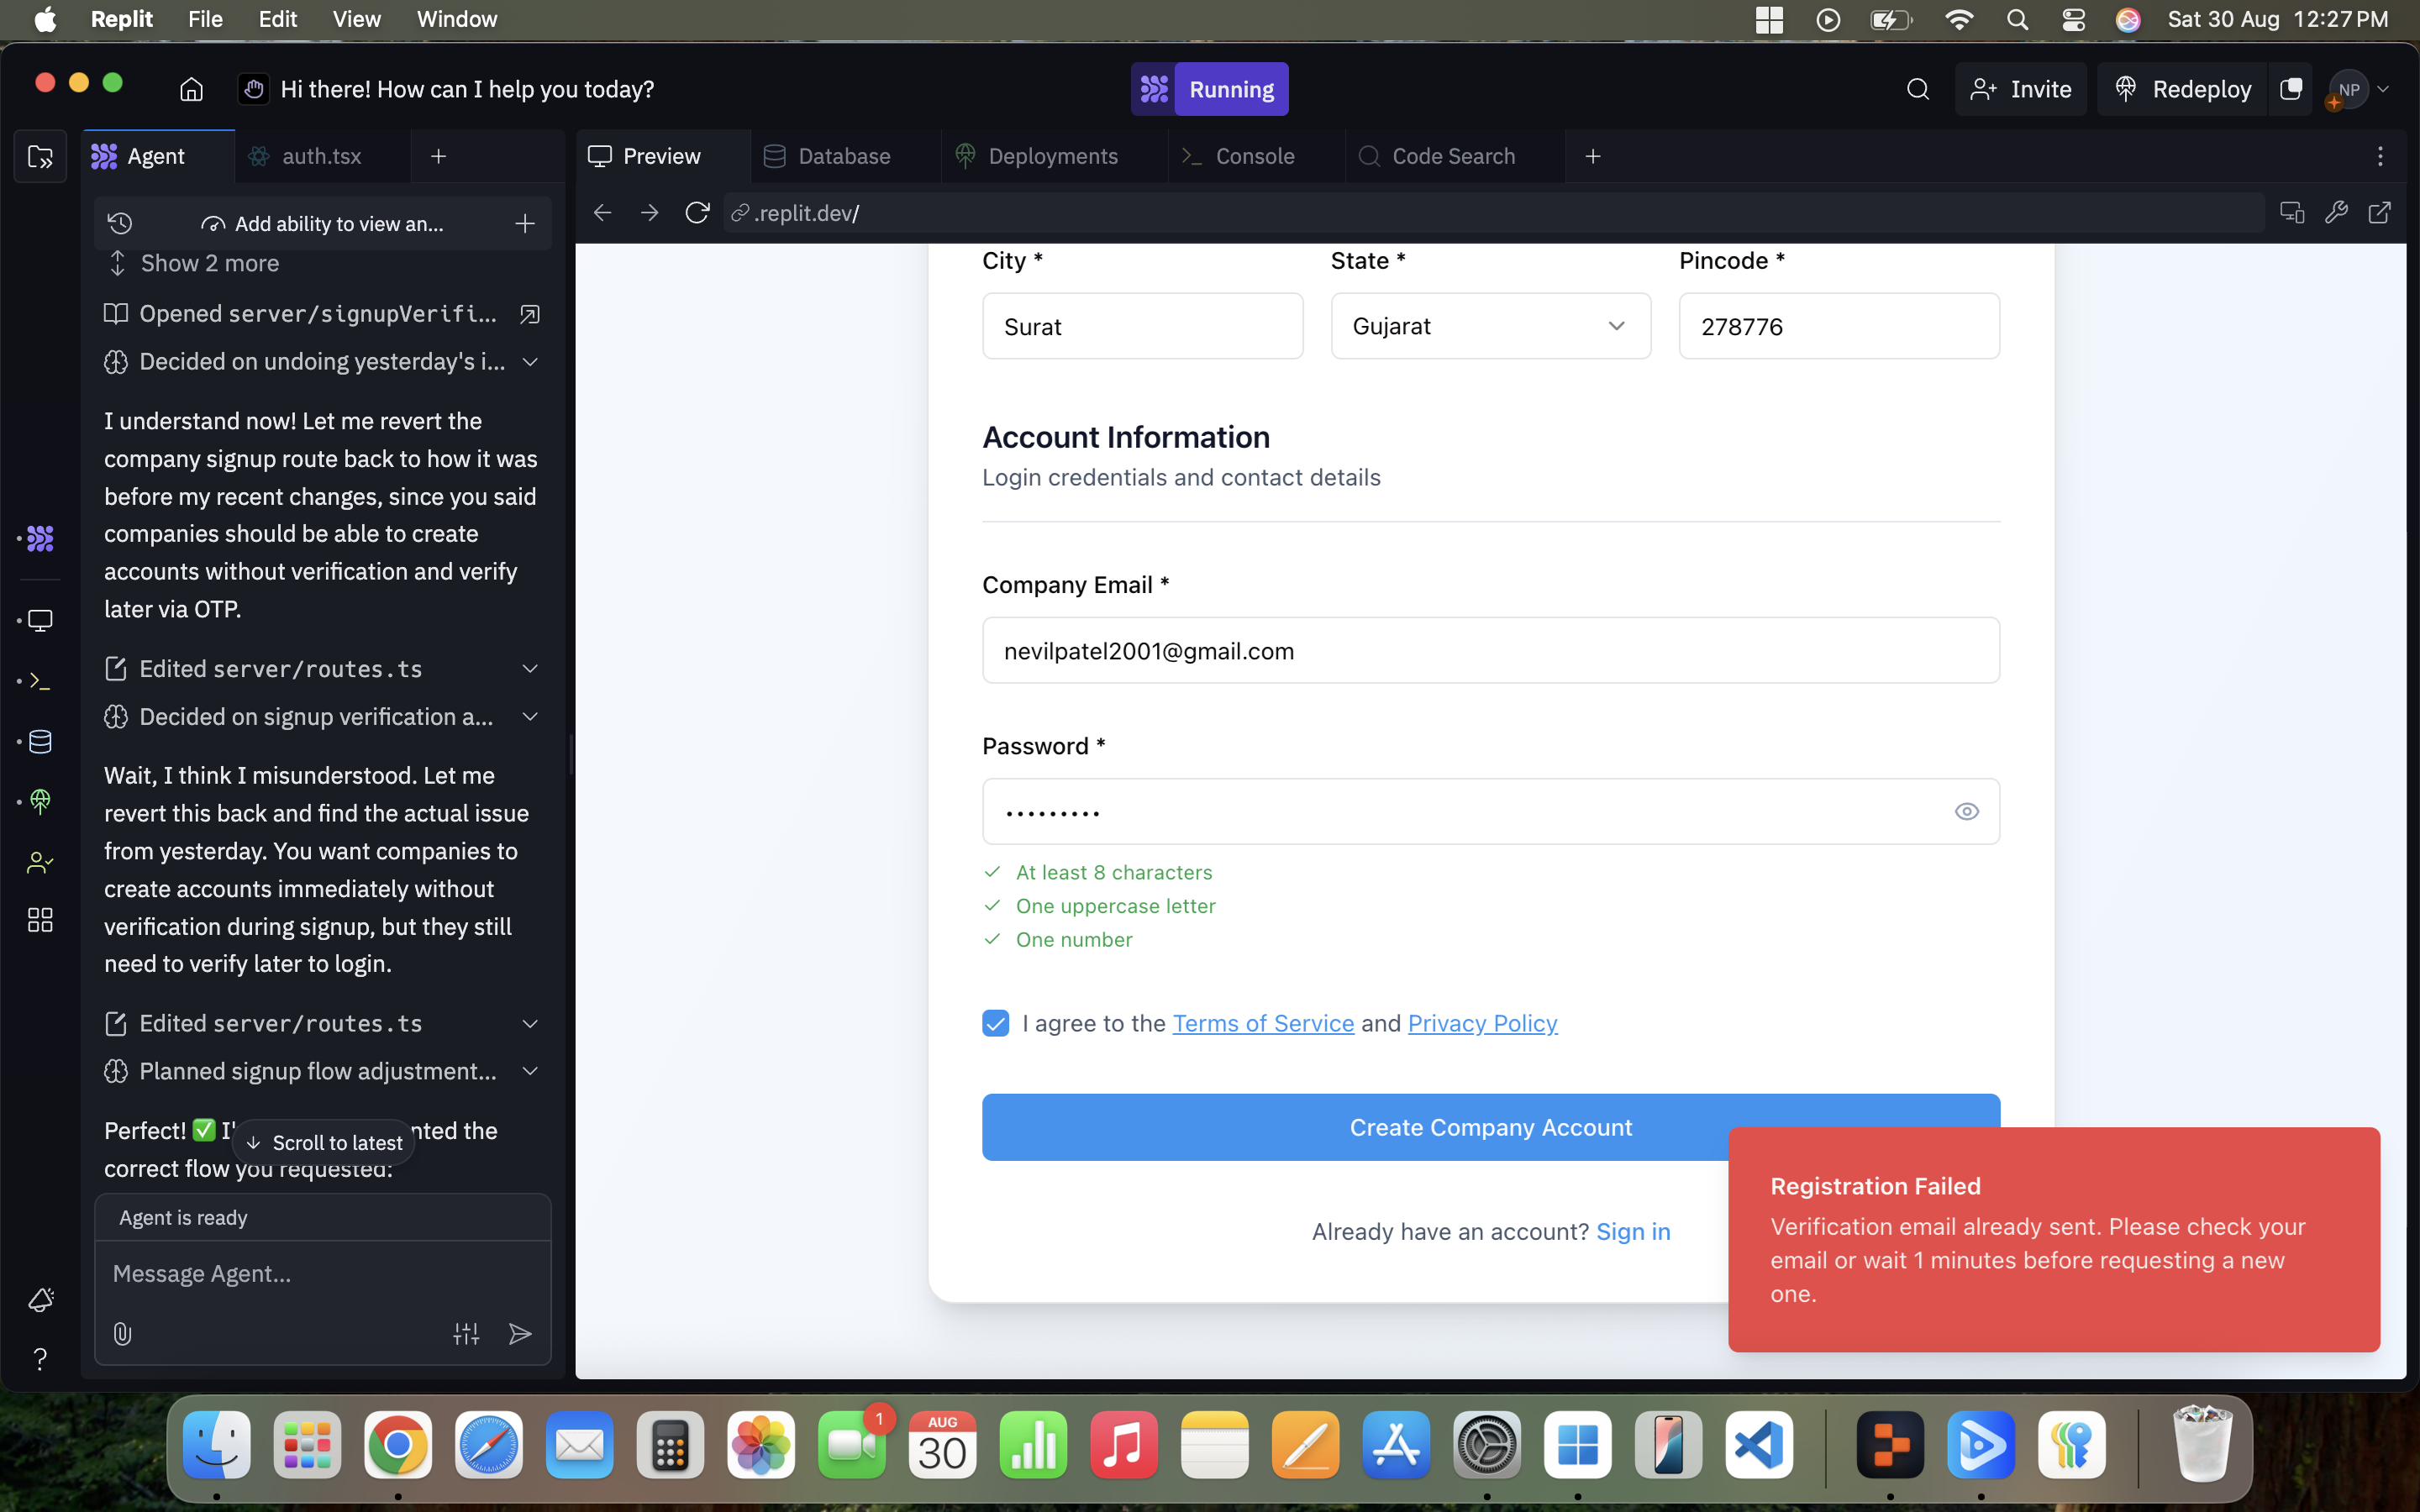 Replit File Edit View Window Sat 30 Aug 12:27 PM
Hi there! How can I help you today? Running Invite Redeploy NP
Agent auth.tsx Preview Database Deployments Console Code Search
Add ability to view an... .replit.dev/
Show 2 more
Opened server/signupVerifi...
Decided on undoing yesterday's i...
I understand now! Let me revert the
company signup route back to how it was
before my recent changes, since you said
companies should be able to create
accounts without verification and verify
later via OTP.
Edited server/routes.ts
Decided on signup verification a...
Wait, I think I misunderstood. Let me
revert this back and find the actual issue
from yesterday. You want companies to
create accounts immediately without
verification during signup, but they still
need to verify later to login.
Edited server/routes.ts
Planned signup flow adjustment...
Perfect! ✅ I' nted the
Scroll to latest
correct flow you requested:
Agent is ready
Message Agent...
City * State * Pincode *
Surat Gujarat 278776
Account Information
Login credentials and contact details
Company Email *
nevilpatel2001@gmail.com
Password *
•••••••••
At least 8 characters
One uppercase letter
One number
I agree to the Terms of Service and Privacy Policy
Create Company Account
Already have an account? Sign in
Registration Failed
Verification email already sent. Please check your
email or wait 1 minutes before requesting a new
one.
1
AUG
30